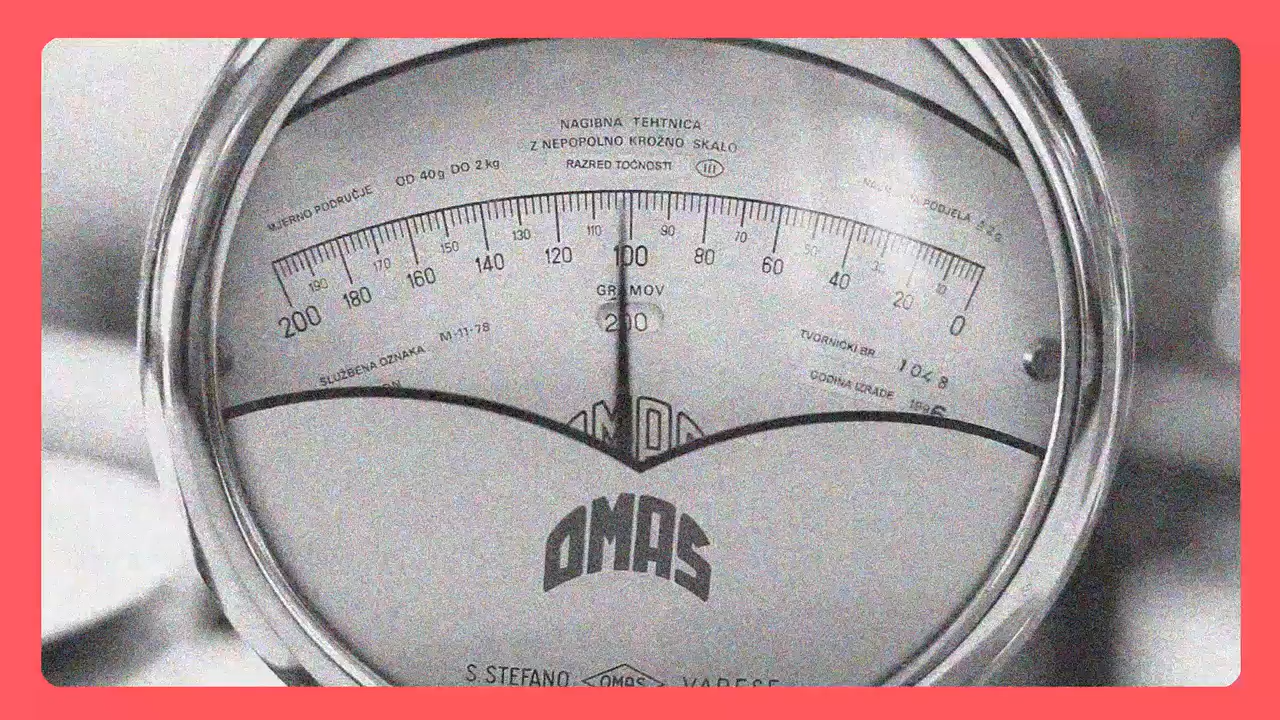 NAGIBNA TEHTNICA
Z NEPOPOLNO KROŽNO SKALO
RAZRED TOČNOSTI III
MJERNO PODRUČJE OD 40g DO 2 kg
PODJELA
200 190 180 170 160 150 140 130 120 110 100 90 80 70 60 50 40 30 20 10 0
GRAMOV
200
SLUŽBENA OZNAKA M-11-78
TVORNIČKI BR.
GODINA IZRADE
OMAS
S. STEFANO OMAS VARESE